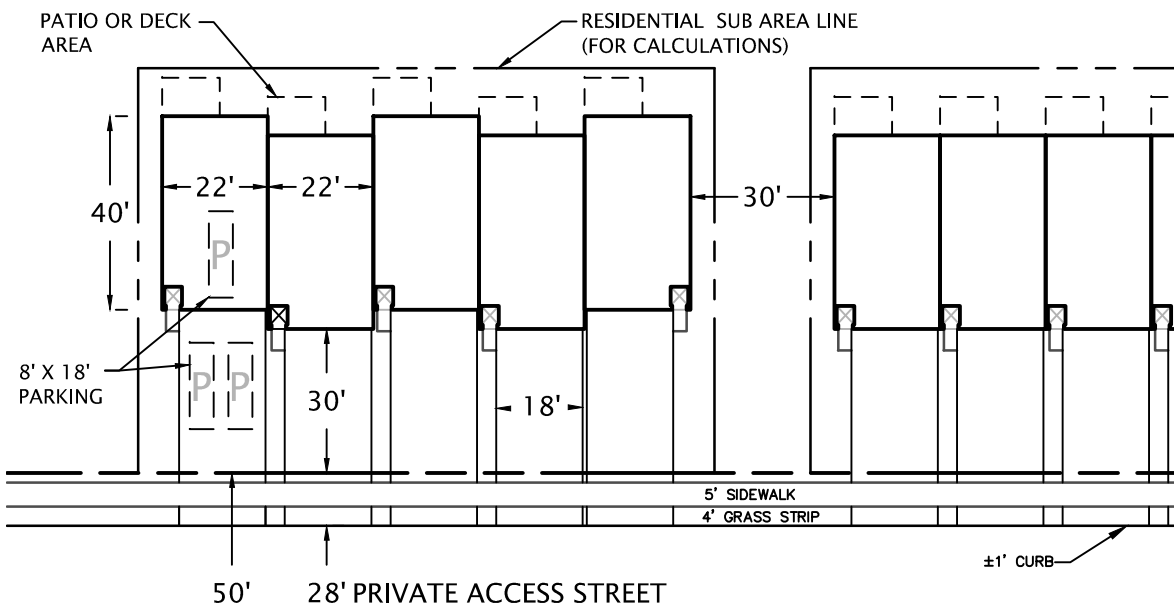 PATIO OR DECK
AREA
RESIDENTIAL SUB AREA LINE
(FOR CALCULATIONS)
22'
22'
30'
40'
P
8' X 18'
PARKING
P P
30'
18'
5' SIDEWALK
4' GRASS STRIP
±1' CURB
50'
28' PRIVATE ACCESS STREET